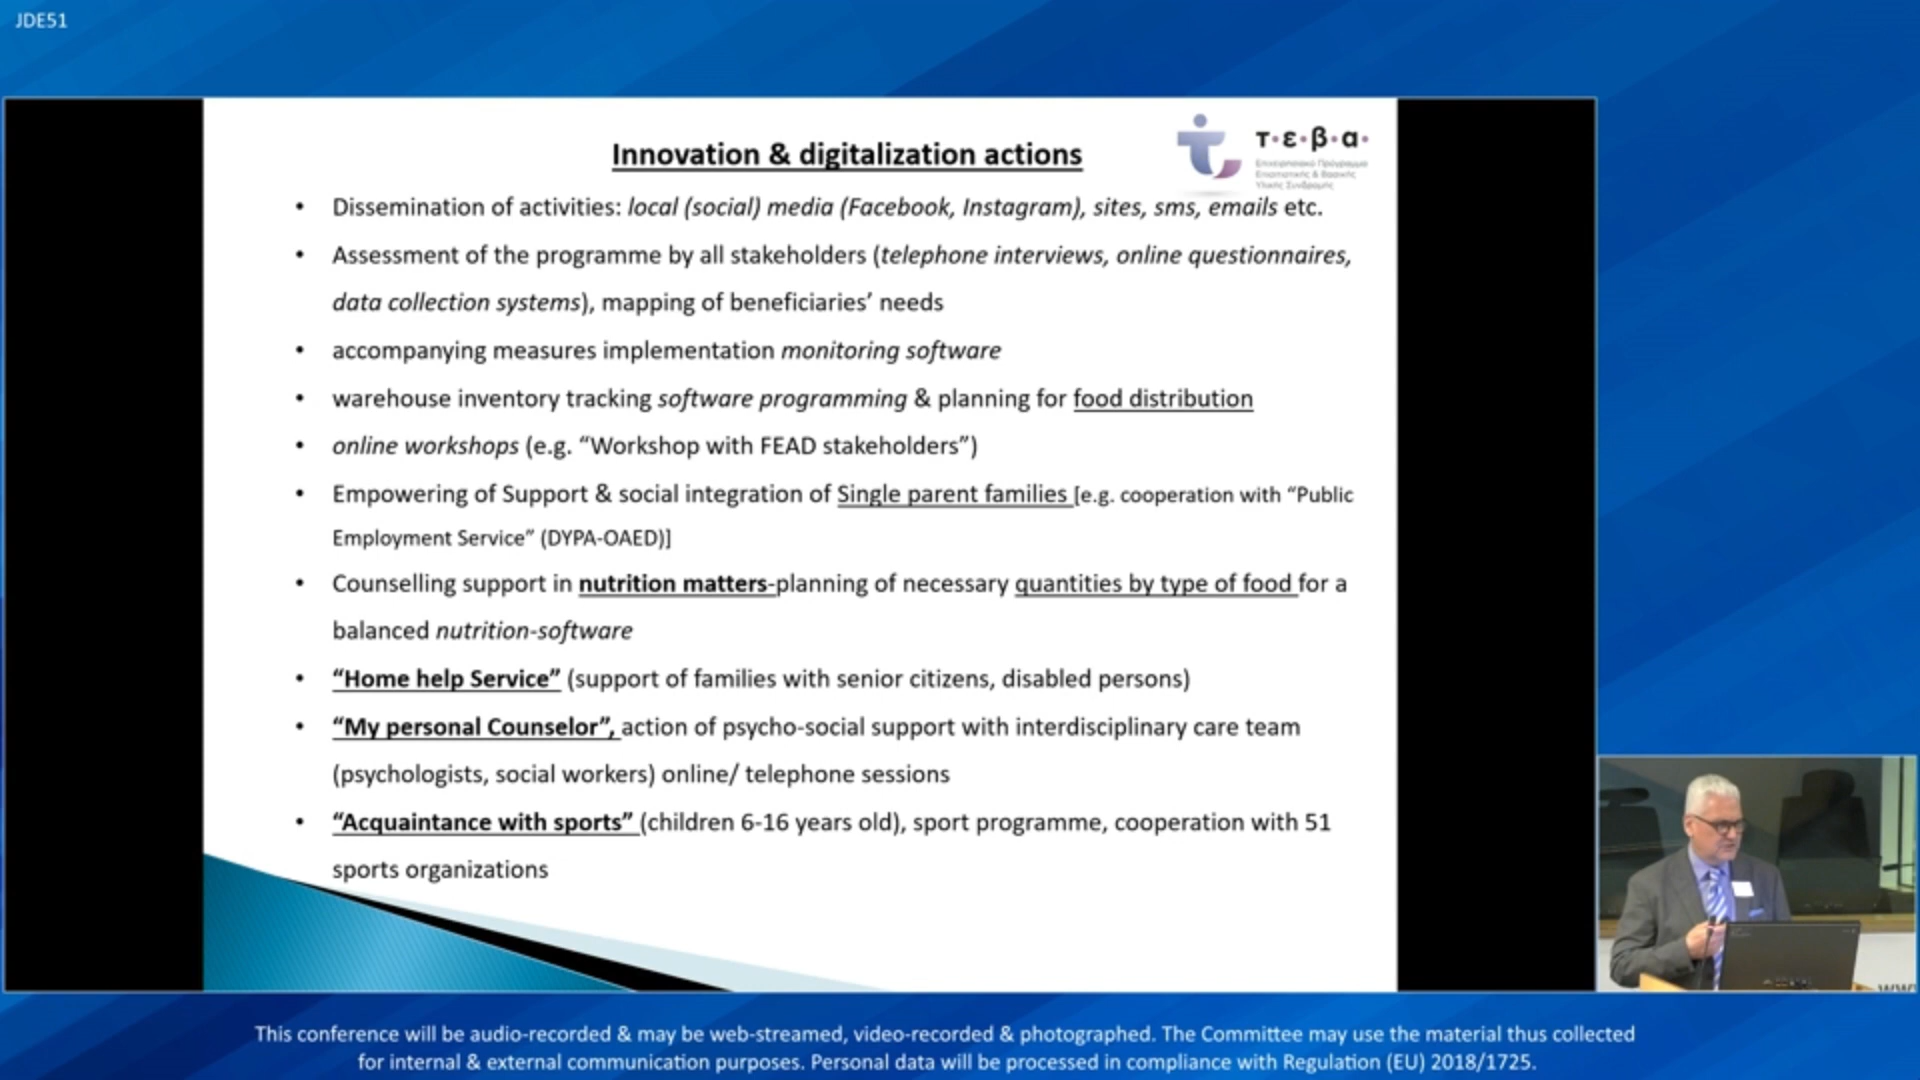 JDE51
Innovation & digitalization actions
τ·ε·β·α·
Επιχειρησιακό Πρόγραμμα
Επισιτιστικής & Βασικής
Υλικής Συνδρομής
• Dissemination of activities: local (social) media (Facebook, Instagram), sites, sms, emails etc.
• Assessment of the programme by all stakeholders (telephone interviews, online questionnaires,
data collection systems), mapping of beneficiaries’ needs
• accompanying measures implementation monitoring software
• warehouse inventory tracking software programming & planning for food distribution
• online workshops (e.g. “Workshop with FEAD stakeholders”)
• Empowering of Support & social integration of Single parent families [e.g. cooperation with “Public
Employment Service” (DYPA-OAED)]
• Counselling support in nutrition matters-planning of necessary quantities by type of food for a
balanced nutrition-software
• “Home help Service” (support of families with senior citizens, disabled persons)
• “My personal Counselor”, action of psycho-social support with interdisciplinary care team
(psychologists, social workers) online/ telephone sessions
• “Acquaintance with sports” (children 6-16 years old), sport programme, cooperation with 51
sports organizations
This conference will be audio-recorded & may be web-streamed, video-recorded & photographed. The Committee may use the material thus collected
for internal & external communication purposes. Personal data will be processed in compliance with Regulation (EU) 2018/1725.